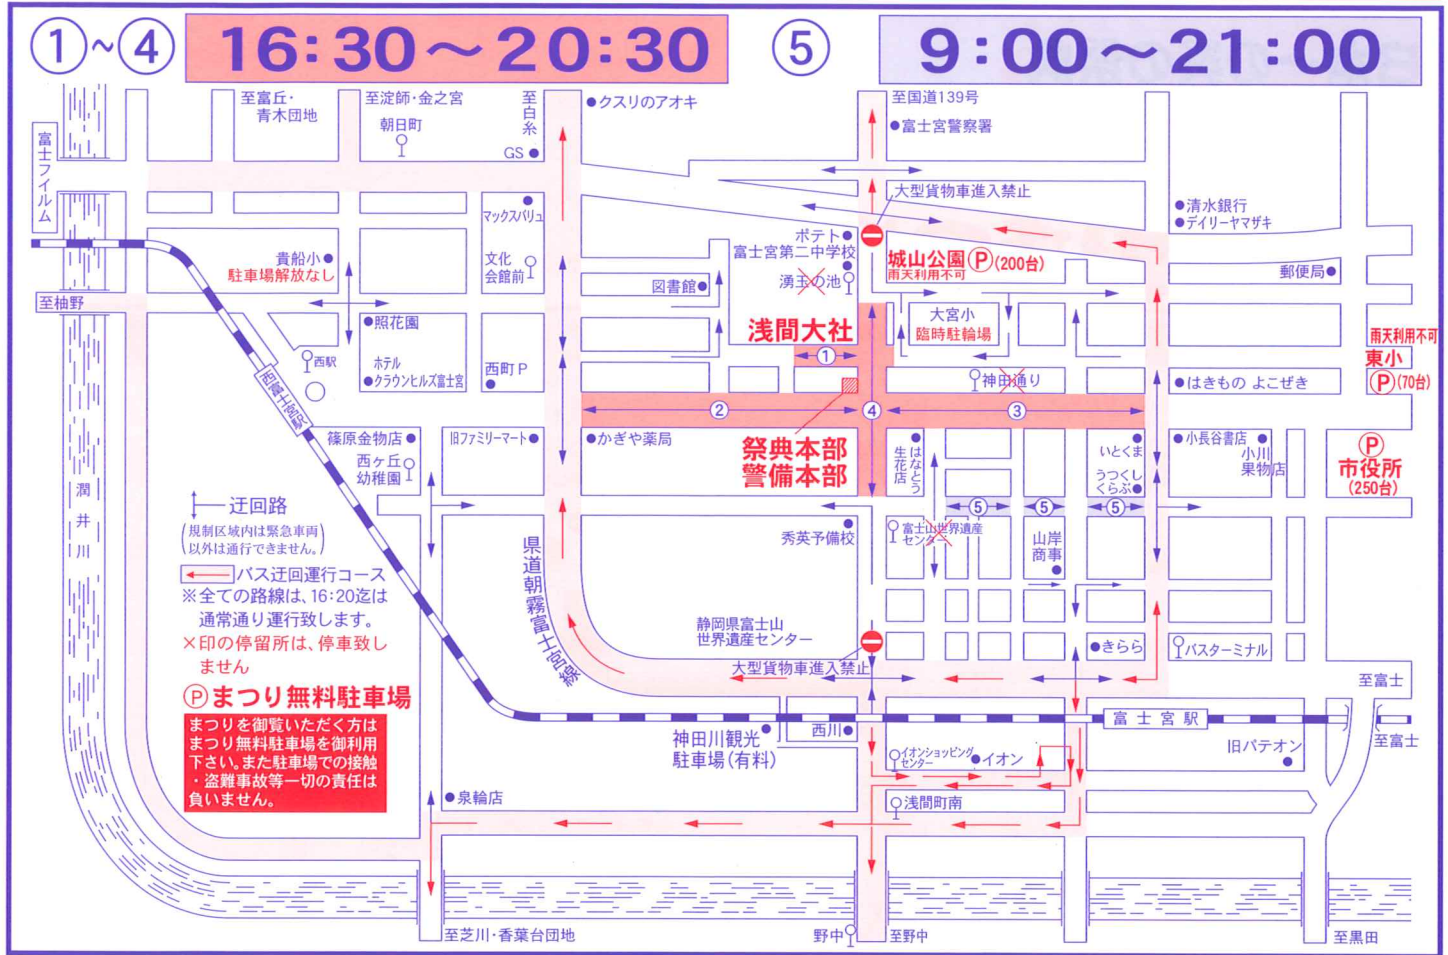 ①～④
16:30～20:30
⑤
9:00～21:00
至富丘・
青木団地
至淀師・金之宮
朝日町
至白糸
GS
クスリのアオキ
至国道139号
富士宮警察署
富士フイルム
マックスバリュ
大型貨物車進入禁止
清水銀行
デイリーヤマザキ
貴船小
駐車場解放なし
文化
会館前
図書館
ポテト
富士宮第二中学校
湧玉の池
城山公園Ⓟ(200台)
雨天利用不可
郵便局
至柚野
照花園
浅間大社
大宮小
臨時駐輪場
雨天利用不可
東小
Ⓟ(70台)
西駅
西富士宮駅
ホテル
クラウンヒルズ富士宮
西町P
①
神田通り
はきもの よこぜき
②
④
③
篠原金物店
旧ファミリーマート
かぎや薬局
祭典本部
警備本部
はなとう
生花店
いとくま
小長谷書店
小川
果物店
Ⓟ
市役所
(250台)
西ヶ丘
幼稚園
うつくし
くらぶ
潤井川
迂回路
(規制区域内は緊急車両
以外は通行できません。)
⑤
⑤
⑤
秀英予備校
富士山世界遺産
センター
山岸
商事
県道朝霧富士宮線
バス迂回運行コース
※全ての路線は、16:20迄は
通常通り運行致します。
×印の停留所は、停車致し
ません
静岡県富士山
世界遺産センター
大型貨物車進入禁止
きらら
バスターミナル
Ⓟまつり無料駐車場
まつりを御覧いただく方は
まつり無料駐車場を御利用
下さい。また駐車場での接触
・盗難事故等一切の責任は
負いません。
至富士
富士宮駅
至富士
神田川観光
駐車場(有料)
西川
イオンショッピング
センター
イオン
旧パテオン
泉輪店
浅間町南
至芝川・香葉台団地
野中
至野中
至黒田